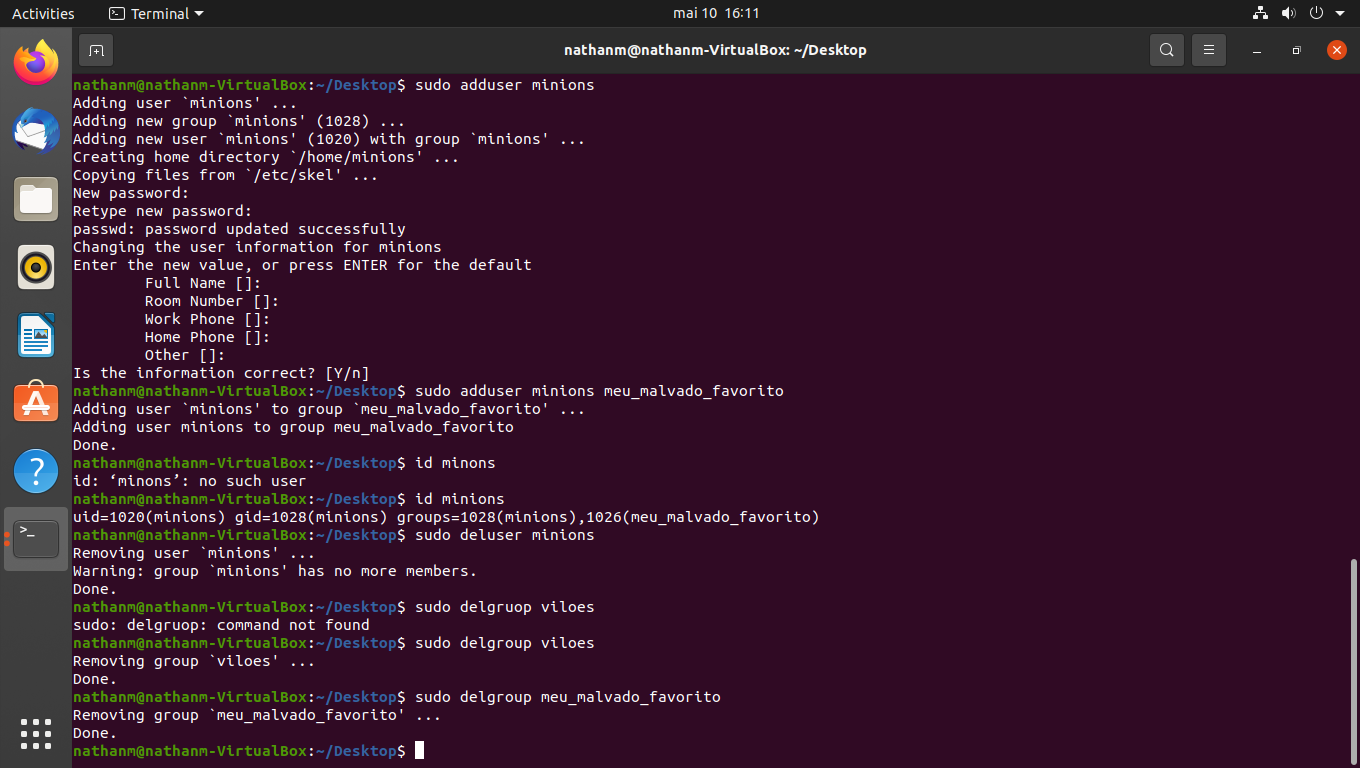 Activities
Terminal
mai 10 16:11
nathanm@nathanm-VirtualBox: ~/Desktop
nathanm@nathanm-VirtualBox:~/Desktop$ sudo adduser minions
Adding user `minions' ...
Adding new group `minions' (1028) ...
Adding new user `minions' (1020) with group `minions' ...
Creating home directory `/home/minions' ...
Copying files from `/etc/skel' ...
New password:
Retype new password:
passwd: password updated successfully
Changing the user information for minions
Enter the new value, or press ENTER for the default
Full Name []:
Room Number []:
Work Phone []:
Home Phone []:
Other []:
Is the information correct? [Y/n]
nathanm@nathanm-VirtualBox:~/Desktop$ sudo adduser minions meu_malvado_favorito
Adding user `minions' to group `meu_malvado_favorito' ...
Adding user minions to group meu_malvado_favorito
Done.
nathanm@nathanm-VirtualBox:~/Desktop$ id minons
id: ‘minons’: no such user
nathanm@nathanm-VirtualBox:~/Desktop$ id minions
uid=1020(minions) gid=1028(minions) groups=1028(minions),1026(meu_malvado_favorito)
nathanm@nathanm-VirtualBox:~/Desktop$ sudo deluser minions
Removing user `minions' ...
Warning: group `minions' has no more members.
Done.
nathanm@nathanm-VirtualBox:~/Desktop$ sudo delgruop viloes
sudo: delgruop: command not found
nathanm@nathanm-VirtualBox:~/Desktop$ sudo delgroup viloes
Removing group `viloes' ...
Done.
nathanm@nathanm-VirtualBox:~/Desktop$ sudo delgroup meu_malvado_favorito
Removing group `meu_malvado_favorito' ...
Done.
nathanm@nathanm-VirtualBox:~/Desktop$